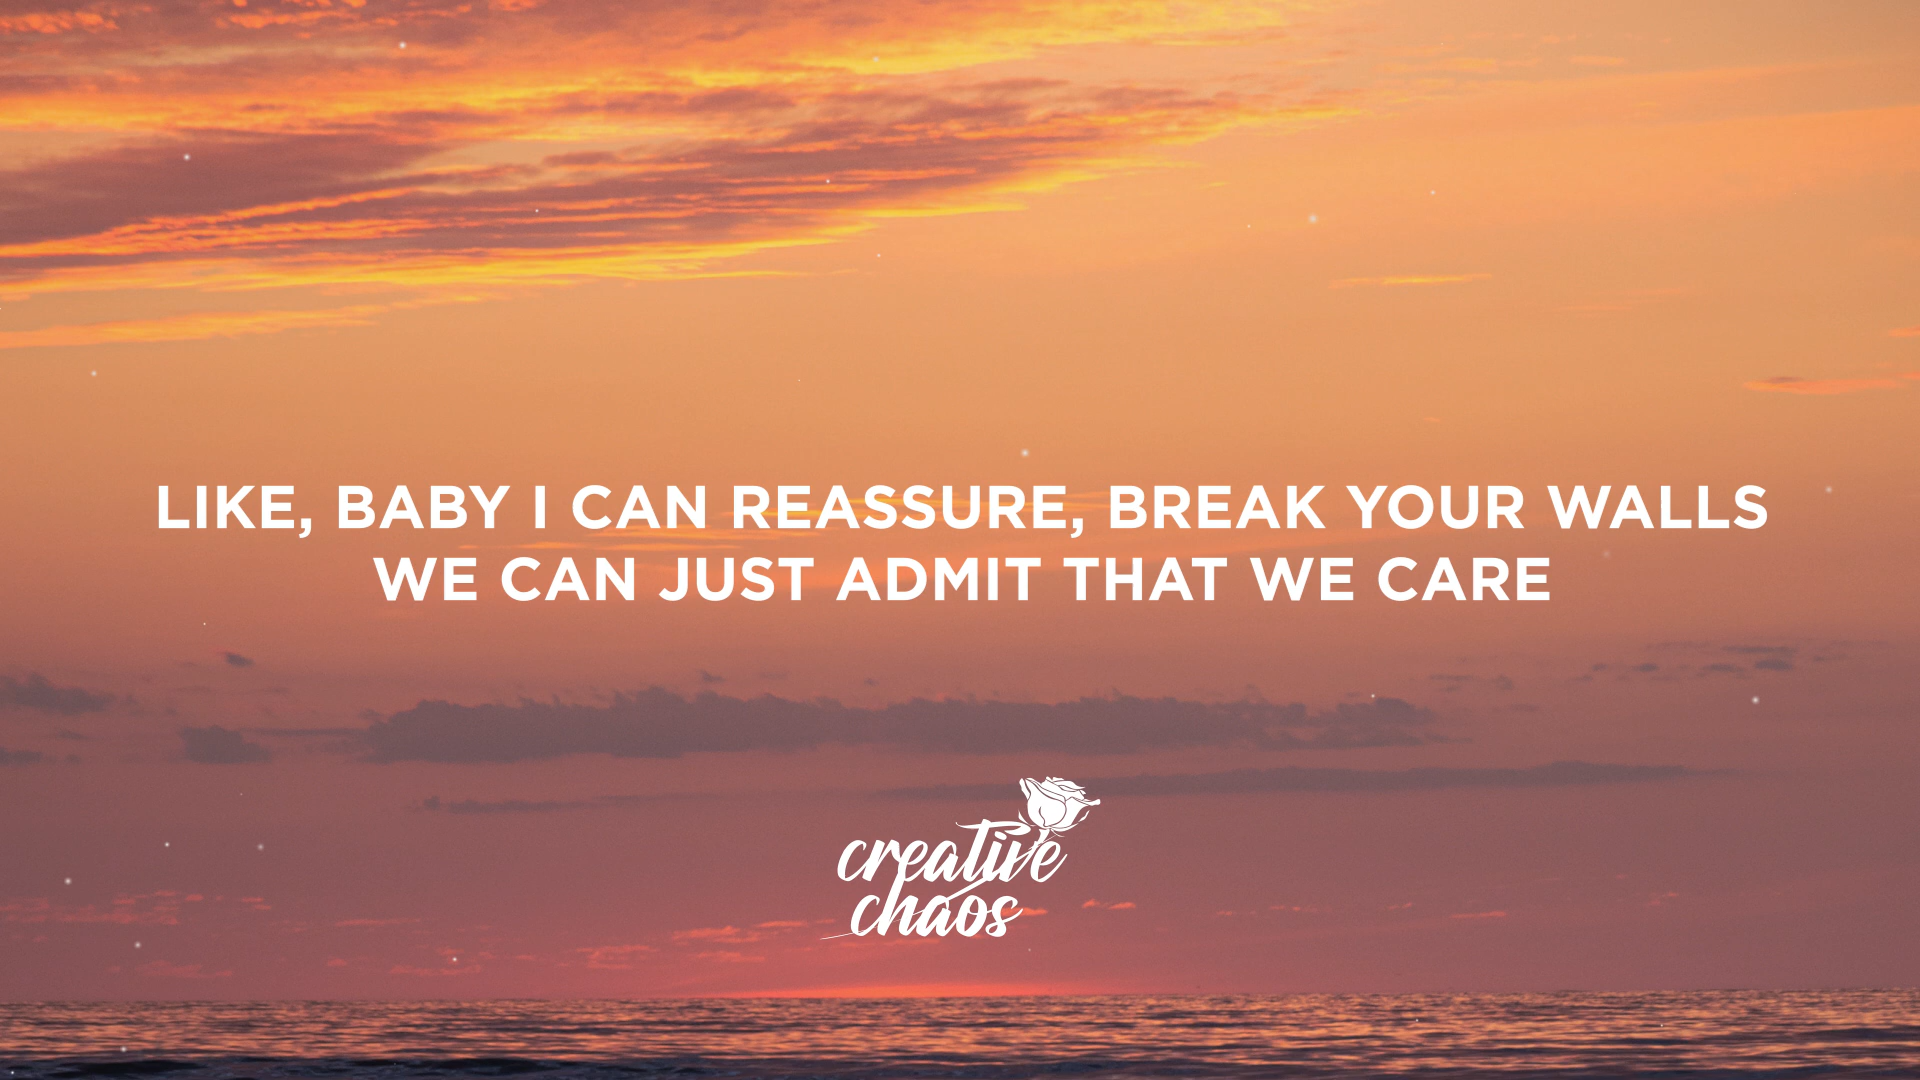 LIKE, BABY I CAN REASSURE, BREAK YOUR WALLS
WE CAN JUST ADMIT THAT WE CARE
creative
chaos